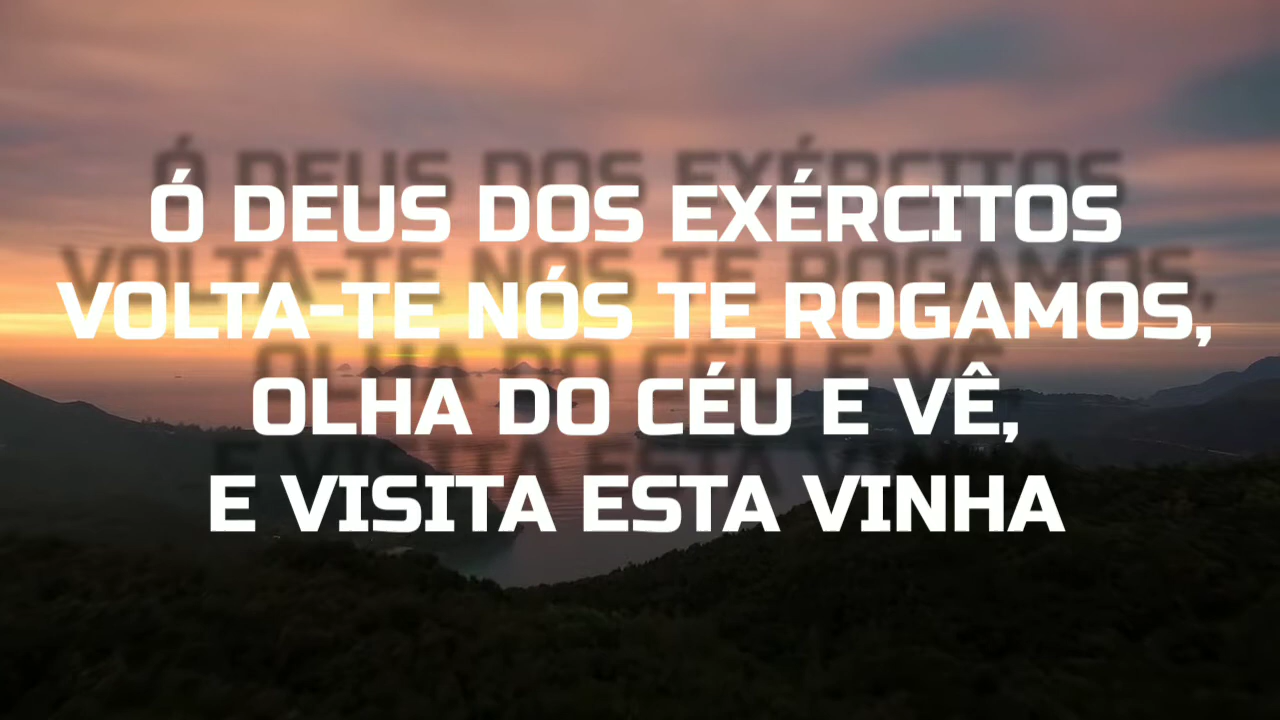 Ó DEUS DOS EXÉRCITOS
VOLTA-TE NÓS TE ROGAMOS,
OLHA DO CÉU E VÊ,
E VISITA ESTA VINHA